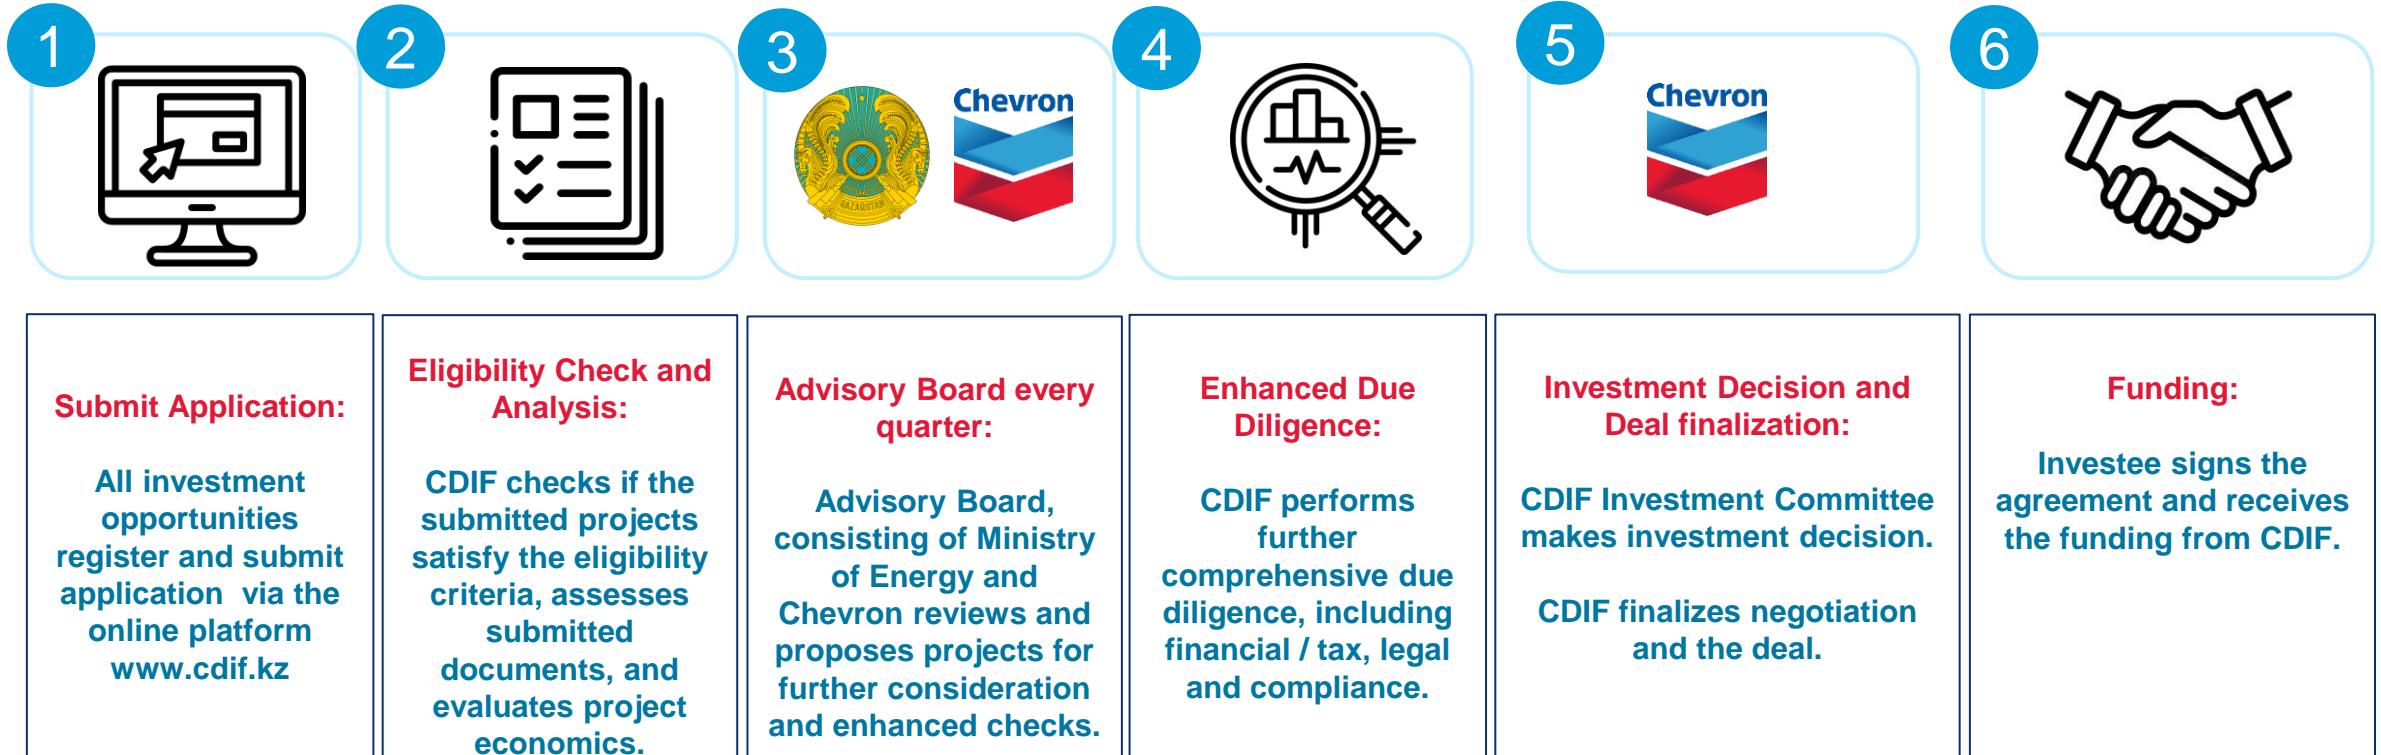 1
2
3
4
5
6
QAZAQSTAN
Chevron
Chevron
Submit Application:
All investment
opportunities
register and submit
application via the
online platform
www.cdif.kz
Eligibility Check and
Analysis:
CDIF checks if the
submitted projects
satisfy the eligibility
criteria, assesses
submitted
documents, and
evaluates project
economics.
Advisory Board every
quarter:
Advisory Board,
consisting of Ministry
of Energy and
Chevron reviews and
proposes projects for
further consideration
and enhanced checks.
Enhanced Due
Diligence:
CDIF performs
further
comprehensive due
diligence, including
financial / tax, legal
and compliance.
Investment Decision and
Deal finalization:
CDIF Investment Committee
makes investment decision.
CDIF finalizes negotiation
and the deal.
Funding:
Investee signs the
agreement and receives
the funding from CDIF.